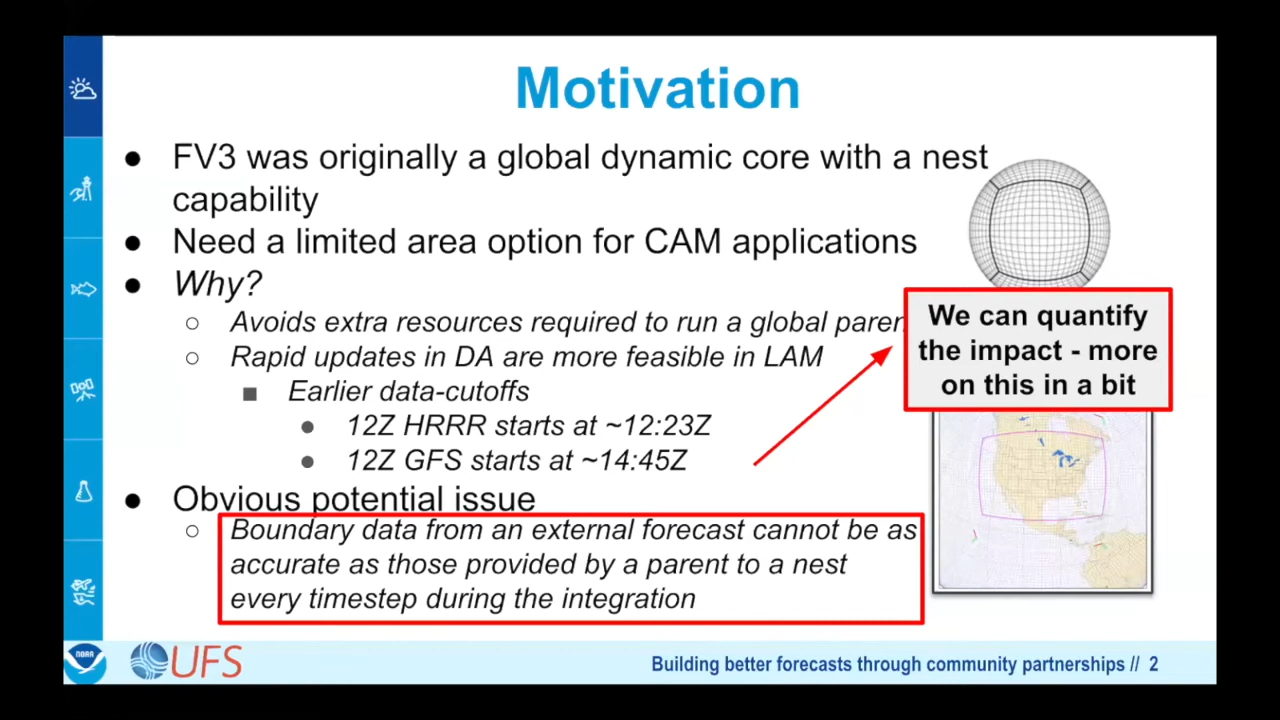 Motivation
● FV3 was originally a global dynamic core with a nest
capability
● Need a limited area option for CAM applications
● Why?
○ Avoids extra resources required to run a global paren
○ Rapid updates in DA are more feasible in LAM
■ Earlier data-cutoffs
● 12Z HRRR starts at ~12:23Z
● 12Z GFS starts at ~14:45Z
● Obvious potential issue
○ Boundary data from an external forecast cannot be as
accurate as those provided by a parent to a nest
every timestep during the integration
We can quantify
the impact - more
on this in a bit
NOAA
UFS
Building better forecasts through community partnerships // 2